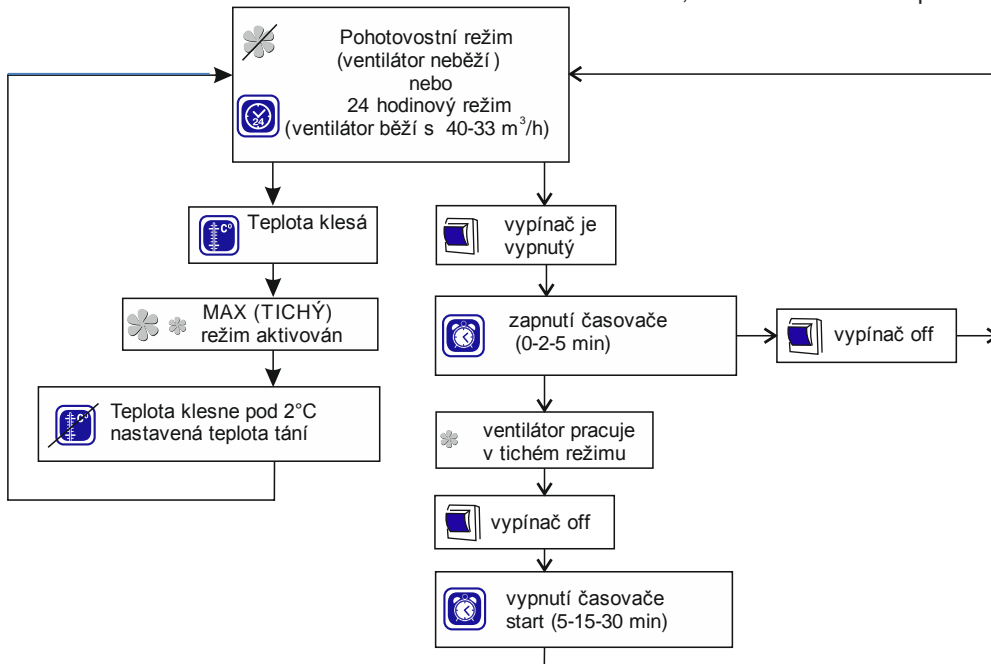 Pohotovostní režim
(ventilátor neběží )
nebo
24 hodinový režim
(ventilátor běží s 40-33 m³/h)
24
Teplota klesá
C°
MAX (TICHÝ)
režim aktivován
Teplota klesne pod 2°C
nastavená teplota tání
C°
vypínač je
vypnutý
zapnutí časovače
(0-2-5 min)
vypínač off
ventilátor pracuje
v tichém režimu
vypínač off
vypnutí časovače
start (5-15-30 min)